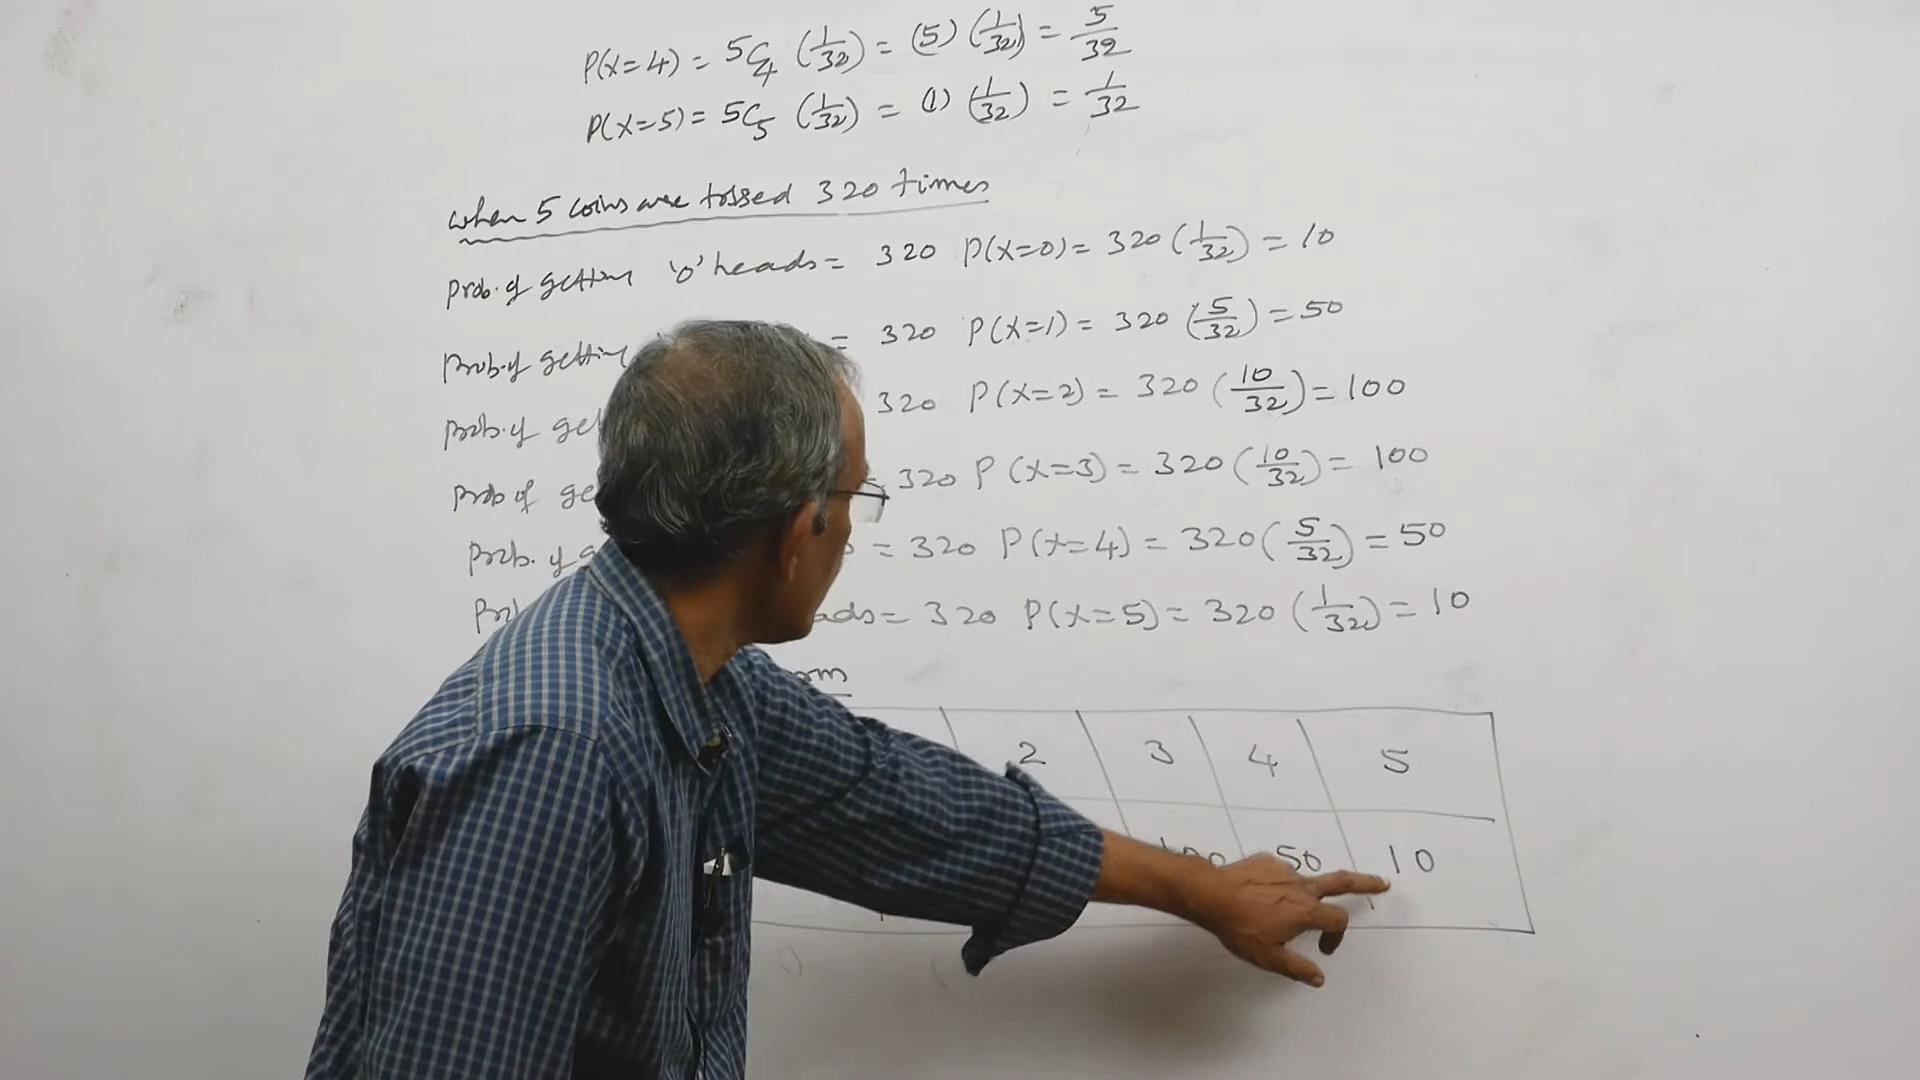 P(X=4) = 5C4 (1/32) = (5) (1/32) = 5/32
P(X=5) = 5C5 (1/32) = (1) (1/32) = 1/32
when 5 coins are tossed 320 times
prob. of getting '0' heads = 320 P(X=0) = 320 (1/32) = 10
prob. of getting = 320 P(X=1) = 320 (5/32) = 50
prob. of 320 P(X=2) = 320 (10/32) = 100
prob of = 320 P(X=3) = 320 (10/32) = 100
prob. of = 320 P(X=4) = 320 (5/32) = 50
= 320 P(X=5) = 320 (1/32) = 10
2 3 4 5
100 50 10